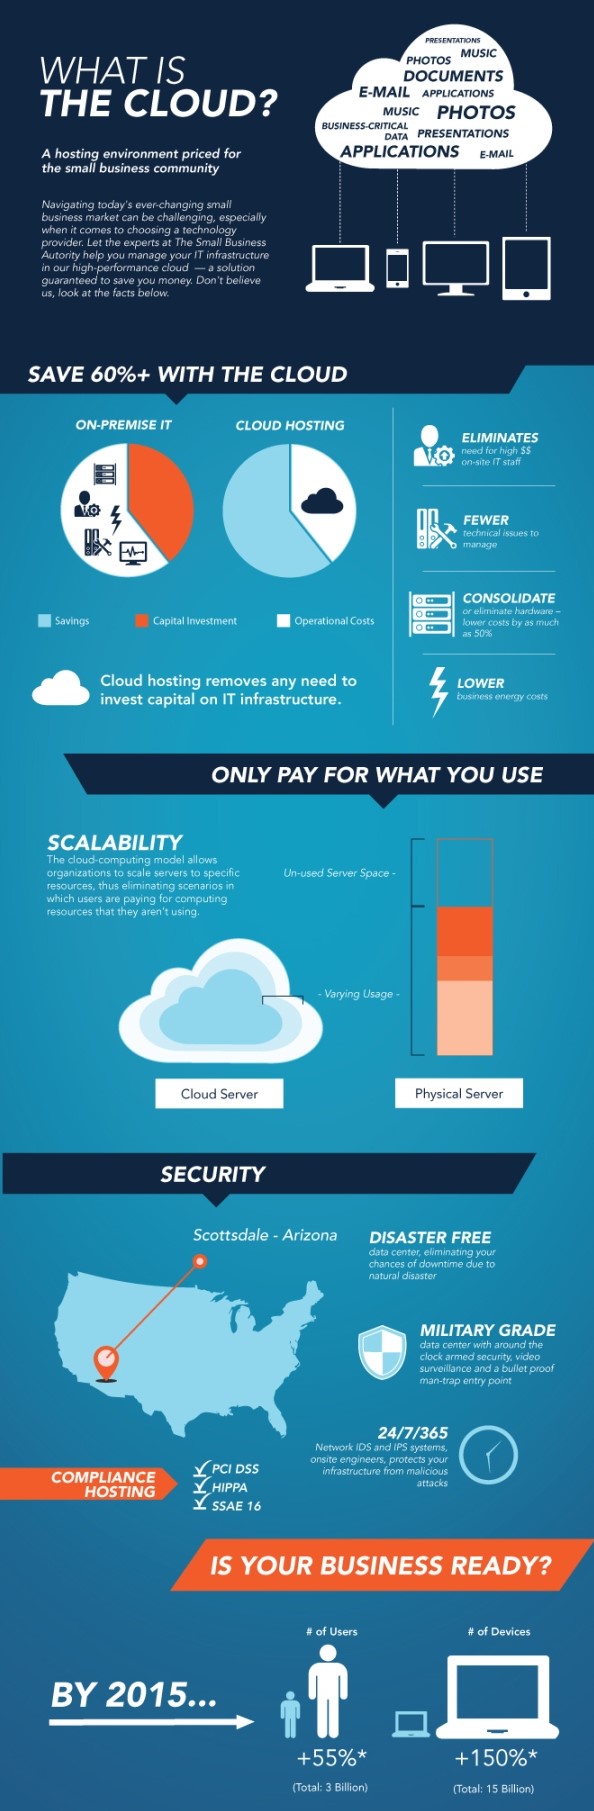 WHAT IS
THE CLOUD?
A hosting environment priced for
the small business community
Navigating today's ever-changing small
business market can be challenging, especially
when it comes to choosing a technology
provider. Let the experts at The Small Business
Autority help you manage your IT infrastructure
in our high-performance cloud — a solution
guaranteed to save you money. Don't believe
us, look at the facts below.
PRESENTATIONS
PHOTOS MUSIC
DOCUMENTS
E-MAIL APPLICATIONS
MUSIC PHOTOS
BUSINESS-CRITICAL
DATA PRESENTATIONS
APPLICATIONS E-MAIL
SAVE 60%+ WITH THE CLOUD
ON-PREMISE IT
CLOUD HOSTING
Savings
Capital Investment
Operational Costs
Cloud hosting removes any need to
invest capital on IT infrastructure.
ELIMINATES
need for high $$
on-site IT staff
FEWER
technical issues to
manage
CONSOLIDATE
or eliminate hardware –
lower costs by as much
as 50%
LOWER
business energy costs
ONLY PAY FOR WHAT YOU USE
SCALABILITY
The cloud-computing model allows
organizations to scale servers to specific
resources, thus eliminating scenarios in
which users are paying for computing
resources that they aren't using.
Un-used Server Space -
- Varying Usage -
Cloud Server
Physical Server
SECURITY
Scottsdale - Arizona
DISASTER FREE
data center, eliminating your
chances of downtime due to
natural disaster
MILITARY GRADE
data center with around the
clock armed security, video
surveillance and a bullet proof
man-trap entry point
24/7/365
Network IDS and IPS systems,
onsite engineers, protects your
infrastructure from malicious
attacks
COMPLIANCE
HOSTING
PCI DSS
HIPPA
SSAE 16
IS YOUR BUSINESS READY?
BY 2015...
# of Users
+55%*
(Total: 3 Billion)
# of Devices
+150%*
(Total: 15 Billion)